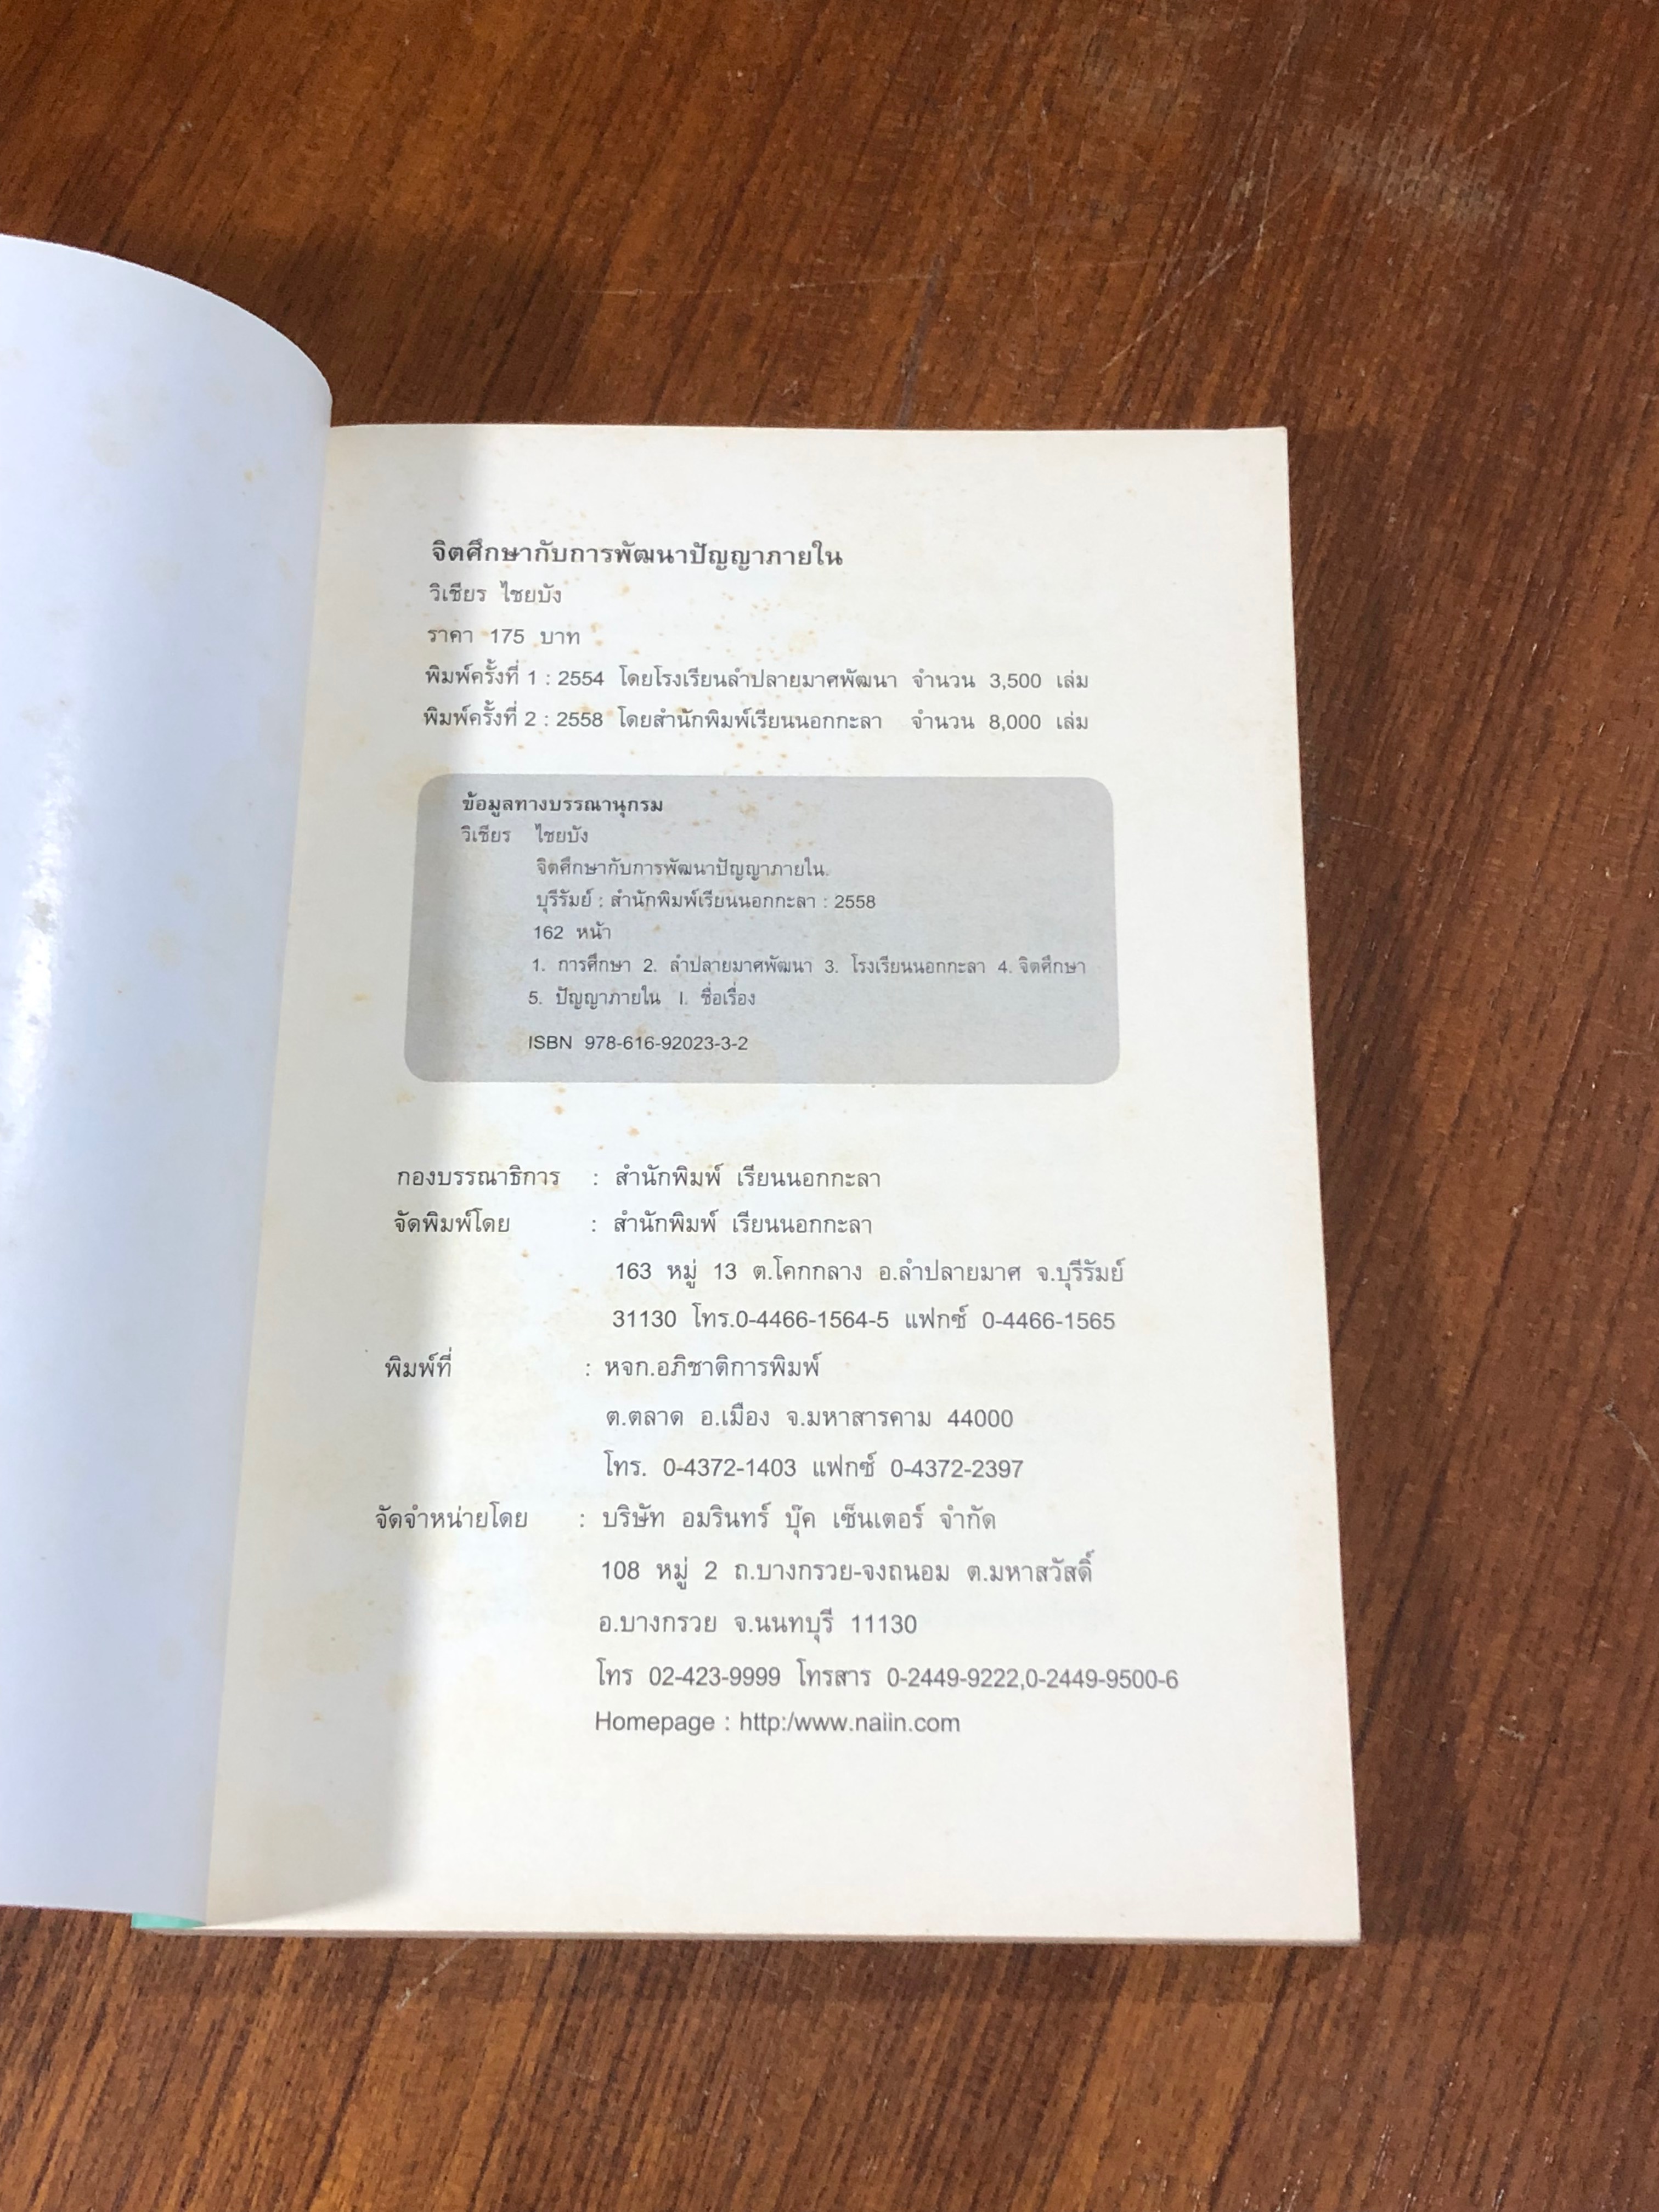 จิตศึกษากับการพัฒนาปัญญาภายใน
วิเชียร ไชยบัง
ราคา 175 บาท
พิมพ์ครั้งที่ 1 : 2554 โดยโรงเรียนลำปลายมาศพัฒนา จำนวน 3,500 เล่ม
พิมพ์ครั้งที่ 2 : 2558 โดยสำนักพิมพ์เรียนนอกกะลา จำนวน 8,000 เล่ม
ข้อมูลทางบรรณานุกรม
วิเชียร ไชยบัง
จิตศึกษากับการพัฒนาปัญญาภายใน.
บุรีรัมย์ : สำนักพิมพ์เรียนนอกกะลา : 2558
162 หน้า
1. การศึกษา 2. ลำปลายมาศพัฒนา 3. โรงเรียนนอกกะลา 4. จิตศึกษา
5. ปัญญาภายใน I. ชื่อเรื่อง
ISBN 978-616-92023-3-2
กองบรรณาธิการ : สำนักพิมพ์ เรียนนอกกะลา
จัดพิมพ์โดย : สำนักพิมพ์ เรียนนอกกะลา
163 หมู่ 13 ต.โคกกลาง อ.ลำปลายมาศ จ.บุรีรัมย์
31130 โทร.0-4466-1564-5 แฟกซ์ 0-4466-1565
พิมพ์ที่ : หจก.อภิชาติการพิมพ์
ต.ตลาด อ.เมือง จ.มหาสารคาม 44000
โทร. 0-4372-1403 แฟกซ์ 0-4372-2397
จัดจำหน่ายโดย : บริษัท อมรินทร์ บุ๊ค เซ็นเตอร์ จำกัด
108 หมู่ 2 ถ.บางกรวย-จงถนอม ต.มหาสวัสดิ์
อ.บางกรวย จ.นนทบุรี 11130
โทร 02-423-9999 โทรสาร 0-2449-9222,0-2449-9500-6
Homepage : http:/www.naiin.com